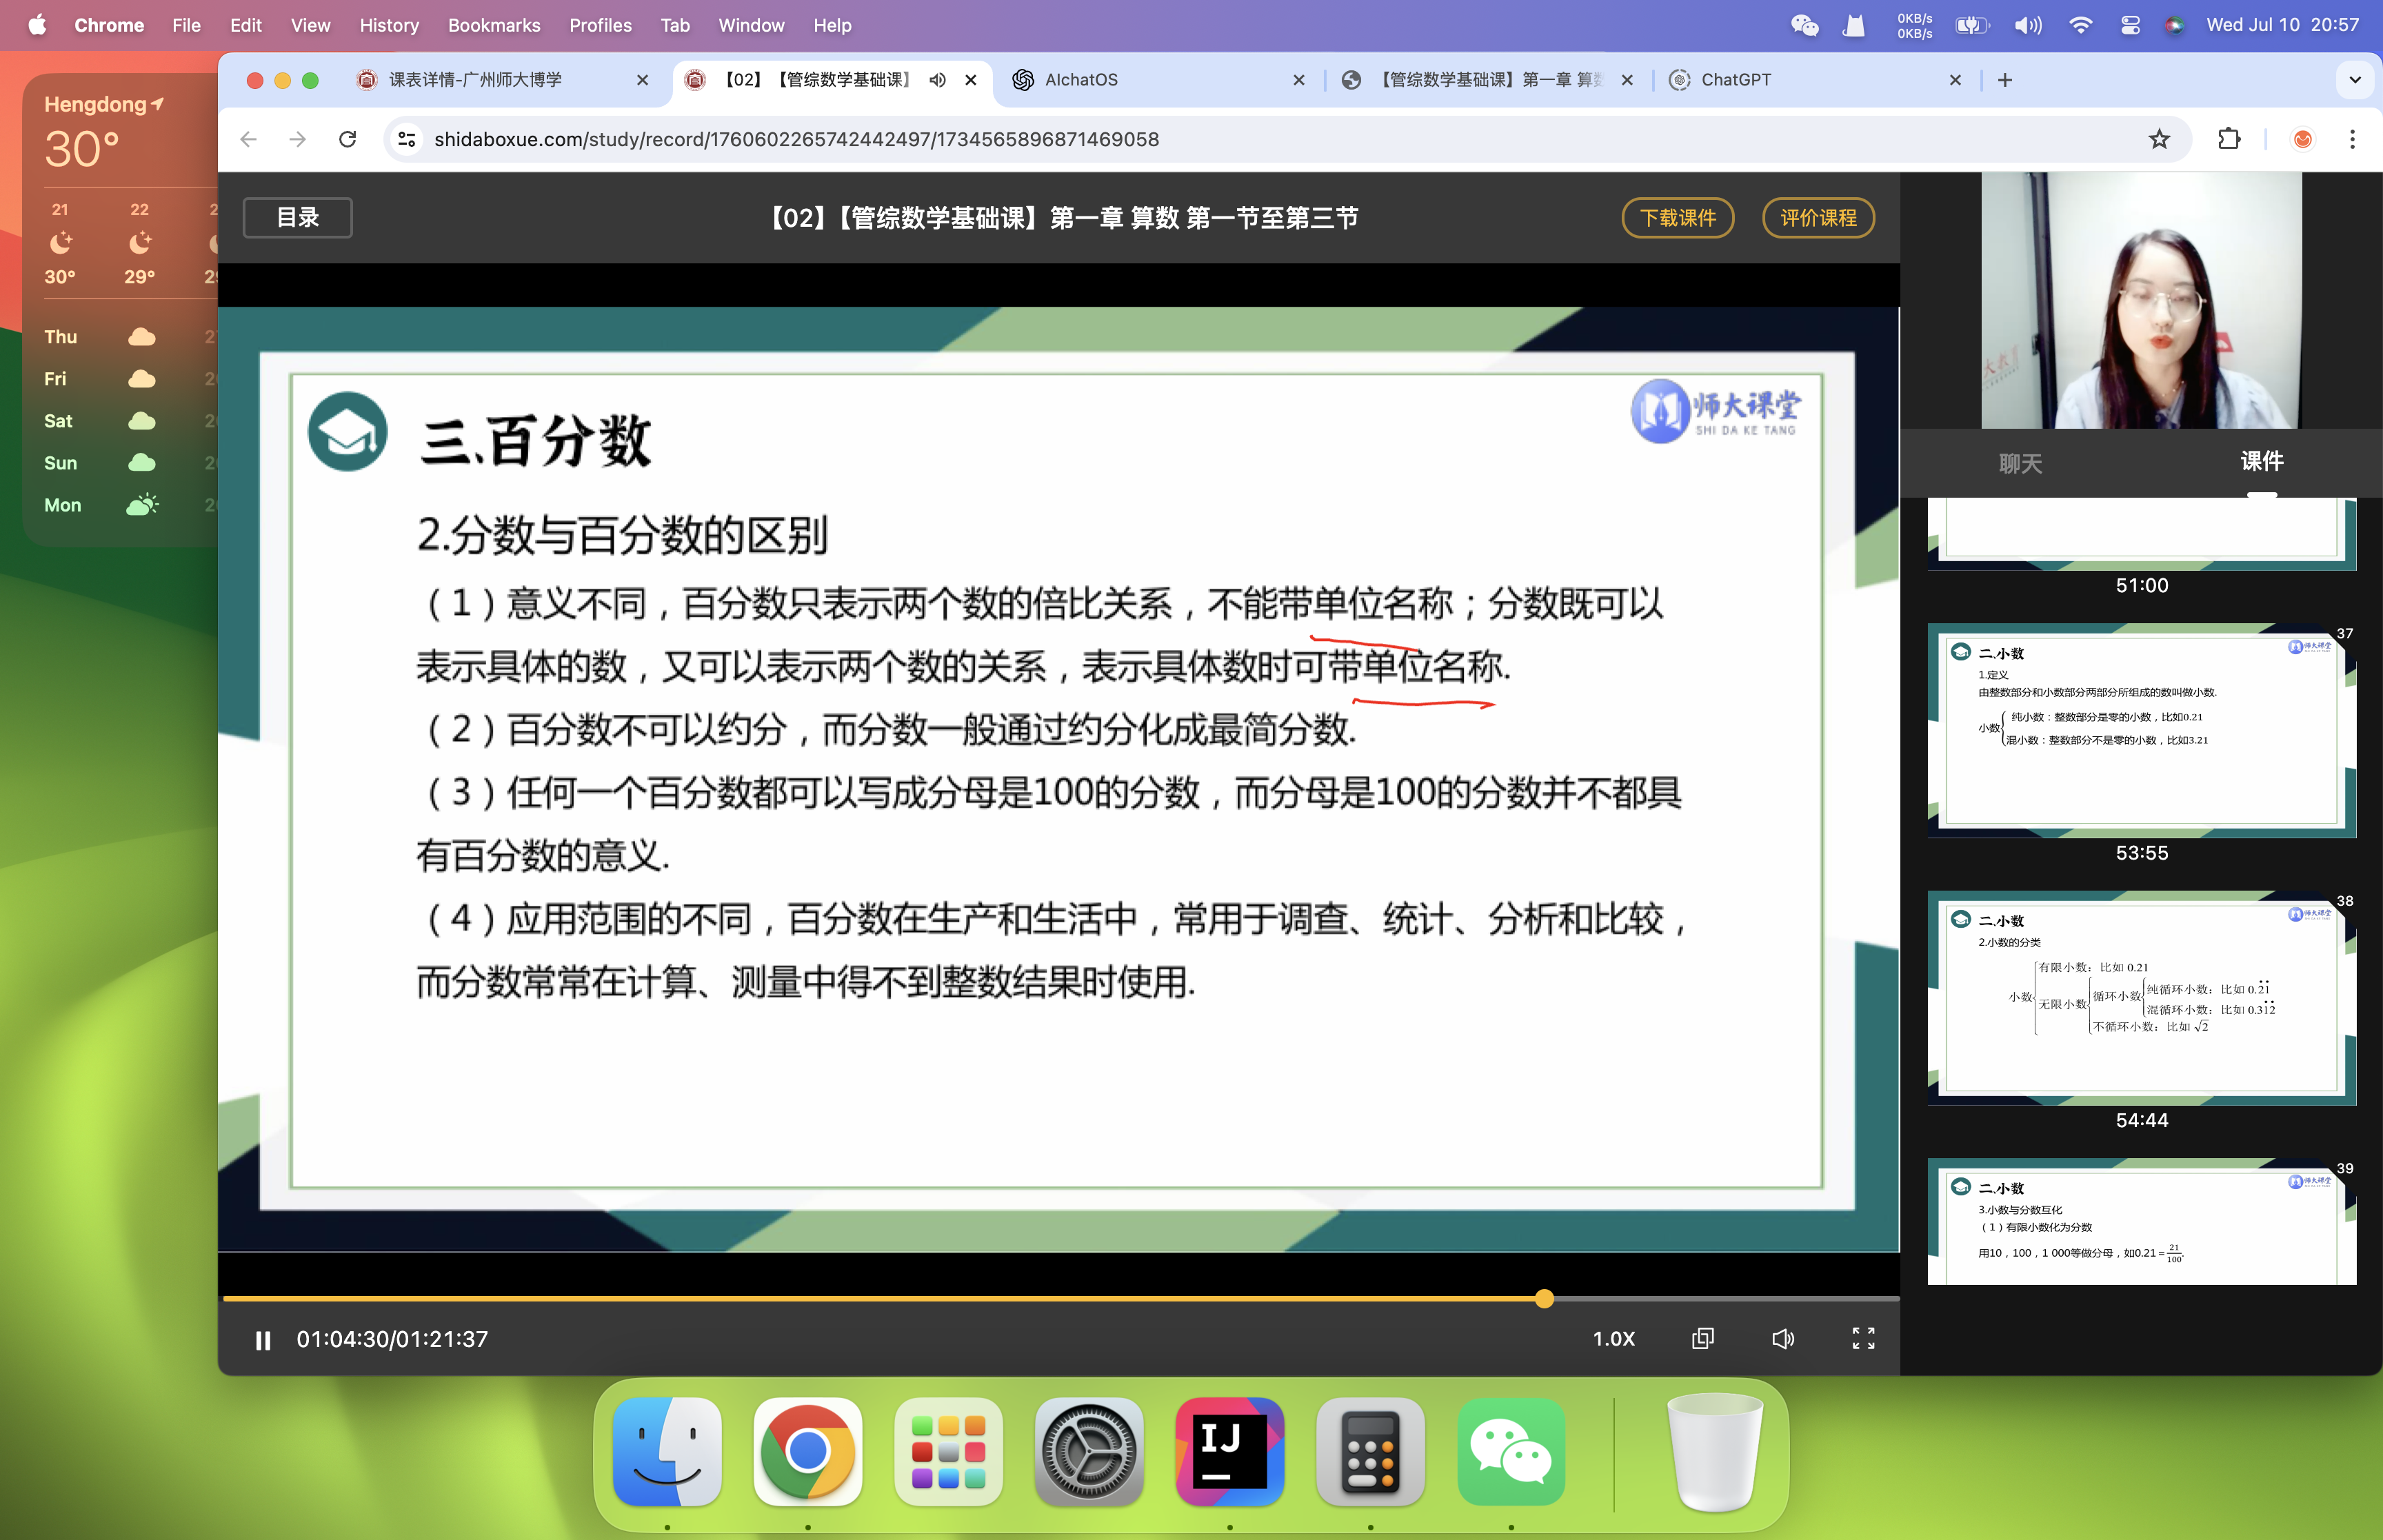 Chrome File Edit View History Bookmarks Profiles Tab Window Help
0KB/s
0KB/s
Wed Jul 10 20:57
Hengdong
30°
21 22
30° 29°
Thu
Fri
Sat
Sun
Mon
课表详情-广州师大博学
【02】【管综数学基础课】
AIchatOS
【管综数学基础课】第一章 算
ChatGPT
shidaboxue.com/study/record/1760602265742442497/1734565896871469058
目录
【02】【管综数学基础课】第一章 算数 第一节至第三节
下载课件
评价课程
三.百分数
师大课堂
SHI DA KE TANG
2.分数与百分数的区别
（1）意义不同，百分数只表示两个数的倍比关系，不能带单位名称；分数既可以
表示具体的数，又可以表示两个数的关系，表示具体数时可带单位名称.
（2）百分数不可以约分，而分数一般通过约分化成最简分数.
（3）任何一个百分数都可以写成分母是100的分数，而分母是100的分数并不都具
有百分数的意义.
（4）应用范围的不同，百分数在生产和生活中，常用于调查、统计、分析和比较，
而分数常常在计算、测量中得不到整数结果时使用.
01:04:30/01:21:37
1.0X
聊天
课件
51:00
37
二.小数
师大课堂
1.定义
由整数部分和小数部分两部分所组成的数叫做小数.
小数
纯小数：整数部分是零的小数，比如0.21
混小数：整数部分不是零的小数，比如3.21
53:55
38
二.小数
师大课堂
2.小数的分类
小数
有限小数：比如 0.21
无限小数
循环小数
纯循环小数：比如 0.2̇1̇
混循环小数：比如 0.31̇2̇
不循环小数：比如 √2
54:44
39
二.小数
师大课堂
3.小数与分数互化
（1）有限小数化为分数
用10，100，1 000等做分母，如0.21=21/100.
IJ